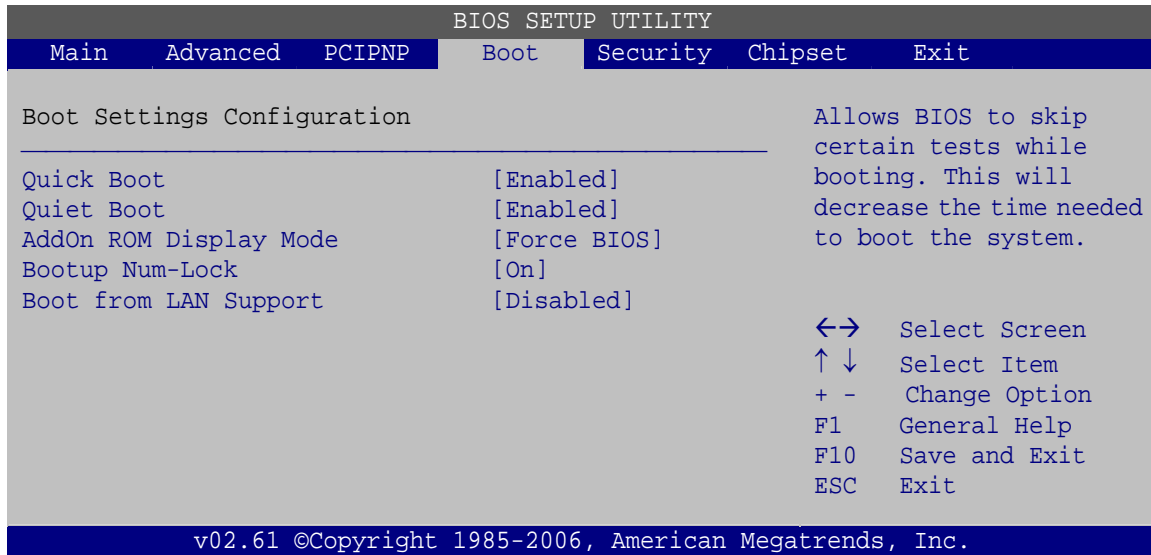 BIOS SETUP UTILITY
Main Advanced PCIPNP Boot Security Chipset Exit
Boot Settings Configuration
Quick Boot [Enabled]
Quiet Boot [Enabled]
AddOn ROM Display Mode [Force BIOS]
Bootup Num-Lock [On]
Boot from LAN Support [Disabled]
Allows BIOS to skip
certain tests while
booting. This will
decrease the time needed
to boot the system.
←→ Select Screen
↑ ↓ Select Item
+ - Change Option
F1 General Help
F10 Save and Exit
ESC Exit
v02.61 ©Copyright 1985-2006, American Megatrends, Inc.